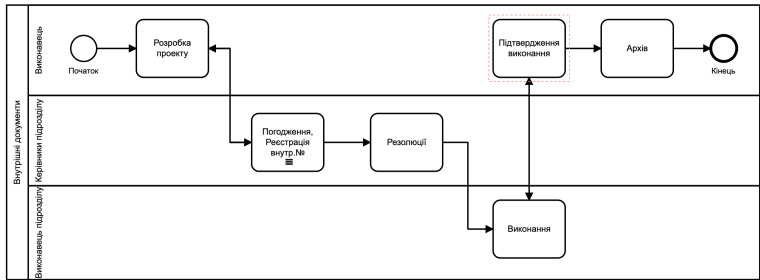 Внутрішні документи
Виконавець
Початок
Розробка
проекту
Підтвердження
виконання
Архів
Кінець
Керівники підрозділу
Погодження,
Реєстрація
внутр.№
Резолюції
Виконавець підрозділу
Виконання